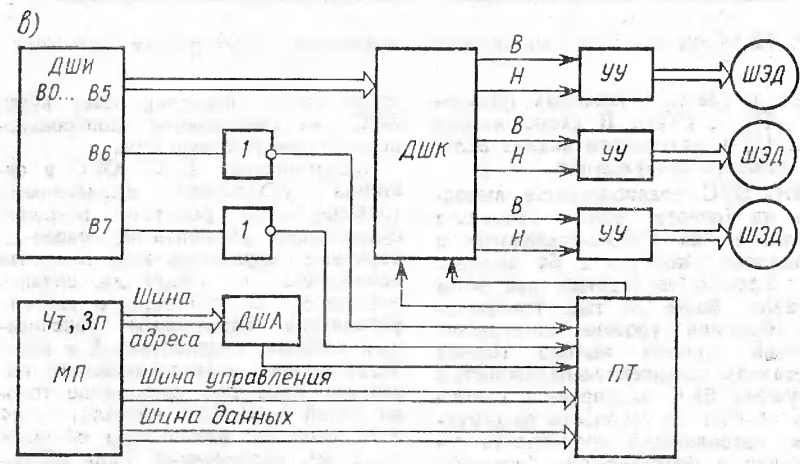 в)
ДШИ
В0... В5
В6
В7
1
1
ДШК
В
Н
В
Н
В
Н
УУ
УУ
УУ
ШЭД
ШЭД
ШЭД
Чт Зп
МП
Шина
адреса
ДША
Шина управления
Шина данных
ПТ